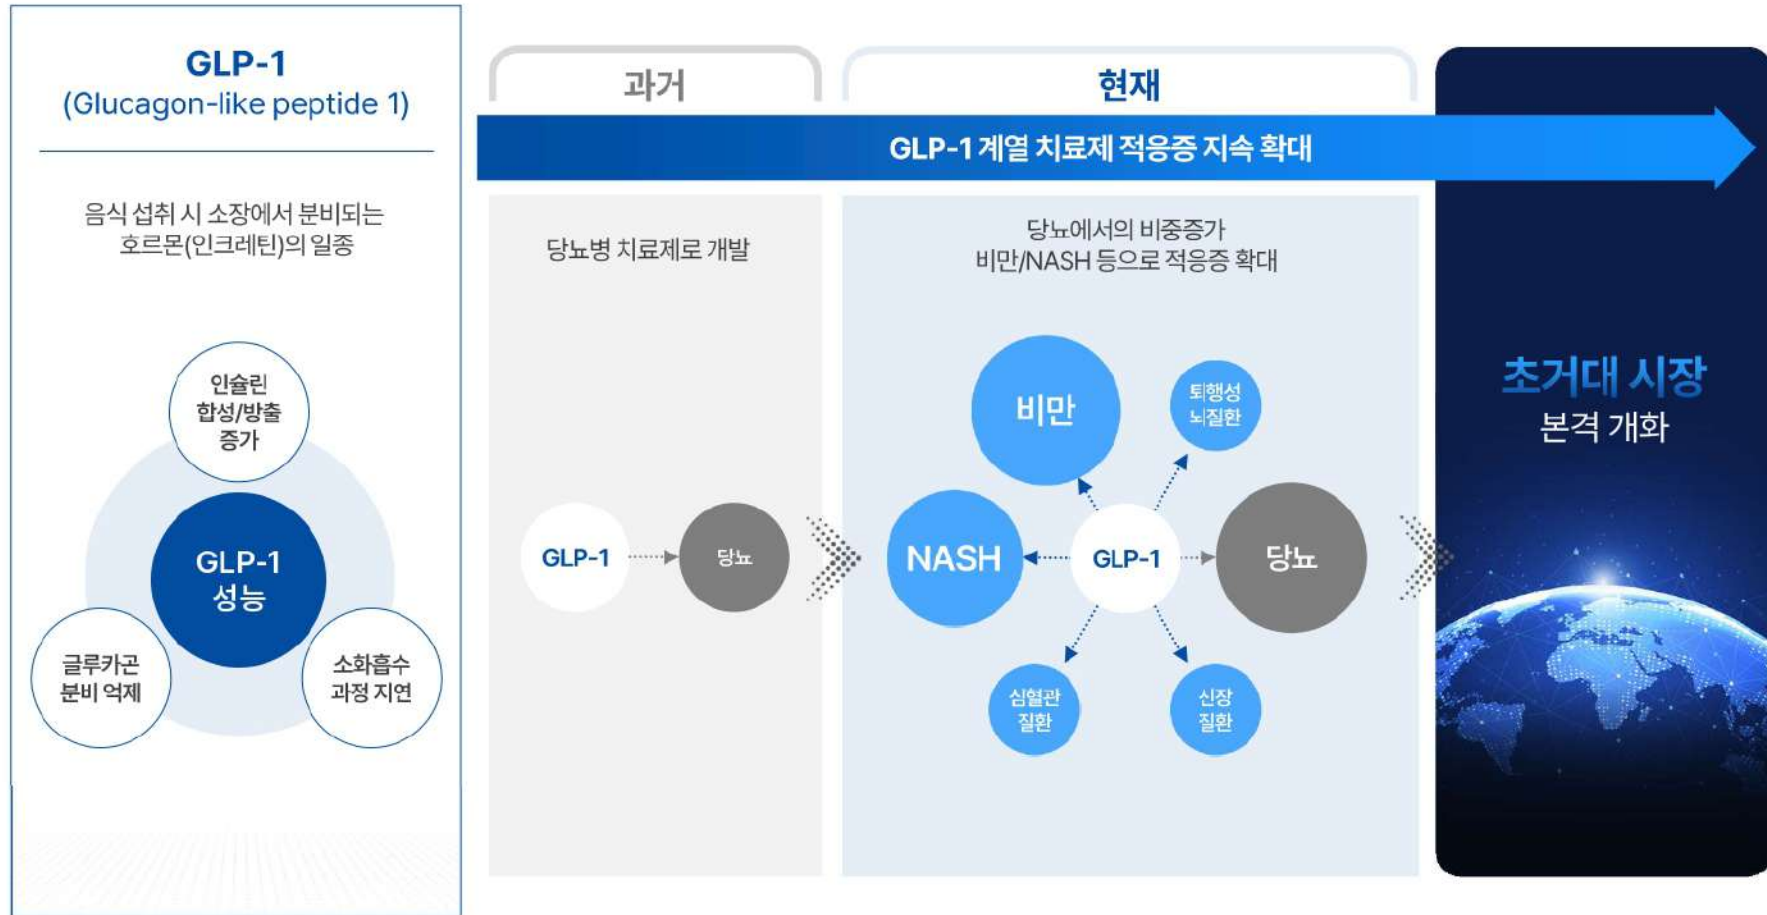 GLP-1
(Glucagon-like peptide 1)
음식 섭취 시 소장에서 분비되는
호르몬(인크레틴)의 일종
인슐린
합성/방출
증가
GLP-1
성능
글루카곤
분비 억제
소화흡수
과정 지연
과거
현재
GLP-1 계열 치료제 적응증 지속 확대
당뇨병 치료제로 개발
GLP-1
당뇨
당뇨에서의 비중증가
비만/NASH 등으로 적응증 확대
비만
퇴행성
뇌질환
NASH
GLP-1
당뇨
심혈관
질환
신장
질환
초거대 시장
본격 개화